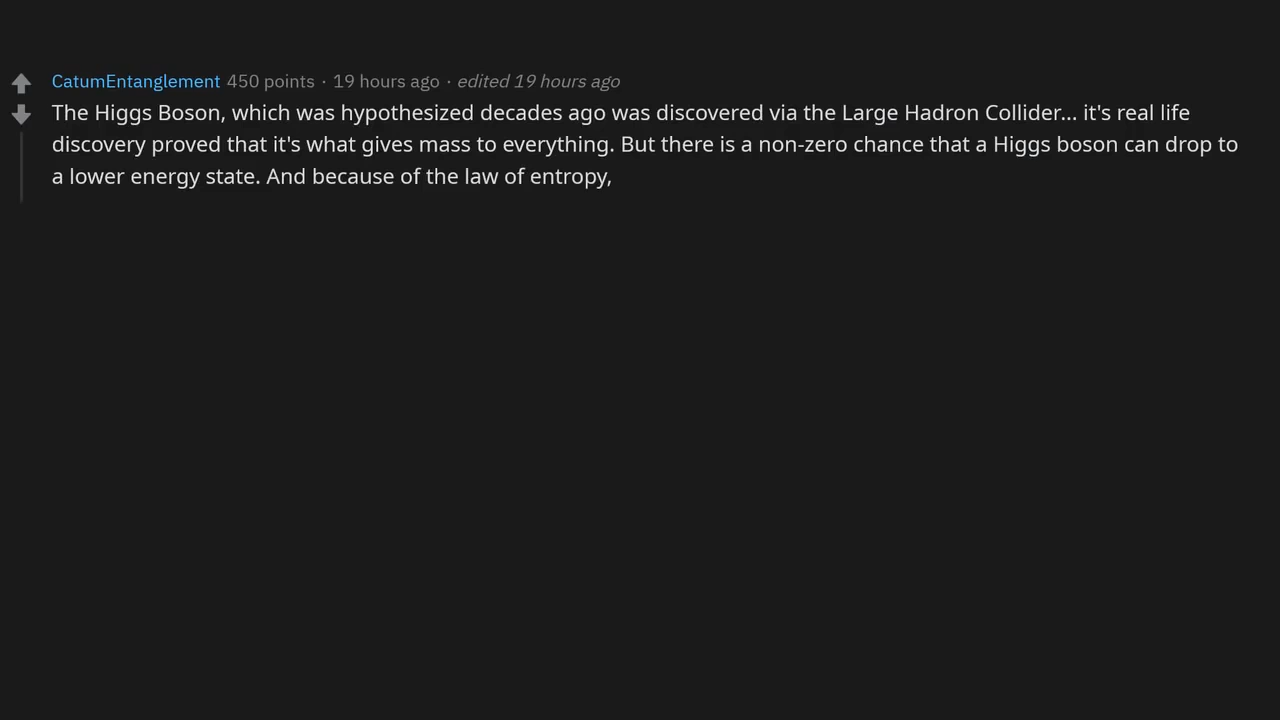 CatumEntanglement 450 points · 19 hours ago · edited 19 hours ago
The Higgs Boson, which was hypothesized decades ago was discovered via the Large Hadron Collider... it's real life
discovery proved that it's what gives mass to everything. But there is a non-zero chance that a Higgs boson can drop to
a lower energy state. And because of the law of entropy,